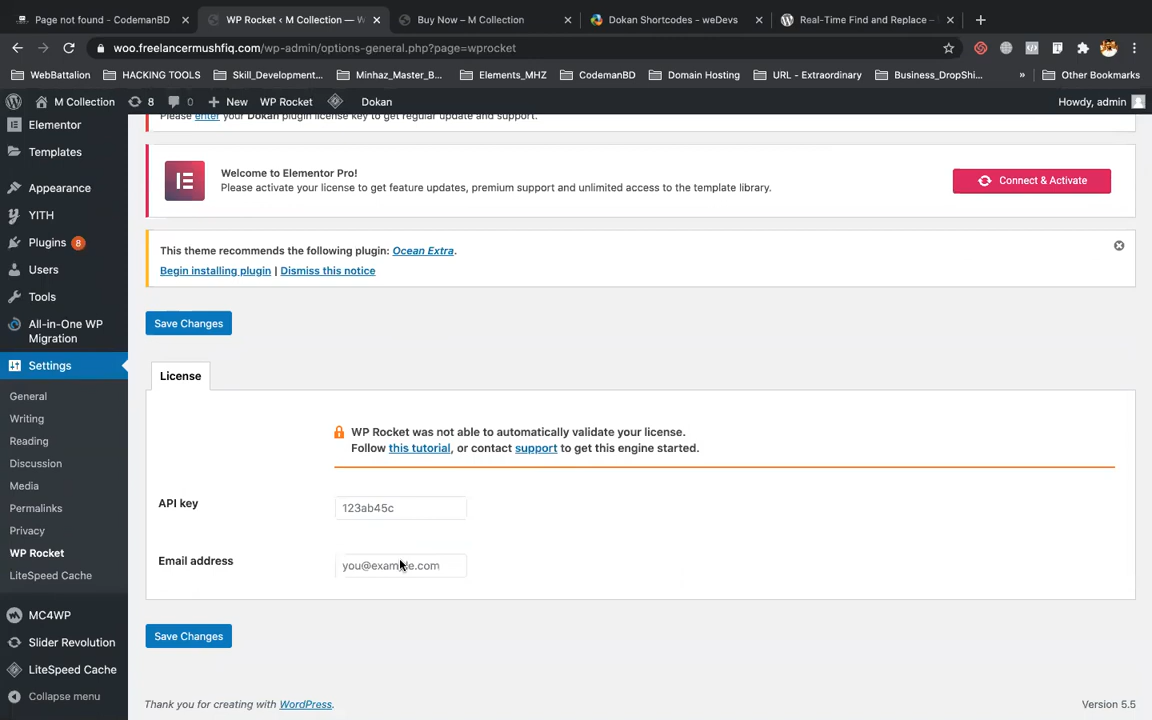 Page not found - CodemanBD
WP Rocket ‹ M Collection — W
Buy Now – M Collection
Dokan Shortcodes - weDevs
Real-Time Find and Replace –
woo.freelancermushfiq.com/wp-admin/options-general.php?page=wprocket
WebBattalion
HACKING TOOLS
Skill_Development...
Minhaz_Master_B...
Elements_MHZ
CodemanBD
Domain Hosting
URL - Extraordinary
Business_DropShi...
»
Other Bookmarks
M Collection
8
0
New
WP Rocket
Dokan
Howdy, admin
Elementor
Templates
Appearance
YITH
Plugins 8
Users
Tools
All-in-One WP
Migration
Settings
General
Writing
Reading
Discussion
Media
Permalinks
Privacy
WP Rocket
LiteSpeed Cache
MC4WP
Slider Revolution
LiteSpeed Cache
Collapse menu
Please enter your Dokan plugin license key to get regular update and support.
Welcome to Elementor Pro!
Please activate your license to get feature updates, premium support and unlimited access to the template library.
Connect & Activate
This theme recommends the following plugin: Ocean Extra.
Begin installing plugin | Dismiss this notice
Save Changes
License
WP Rocket was not able to automatically validate your license.
Follow this tutorial, or contact support to get this engine started.
API key
123ab45c
Email address
you@example.com
Save Changes
Thank you for creating with WordPress.
Version 5.5